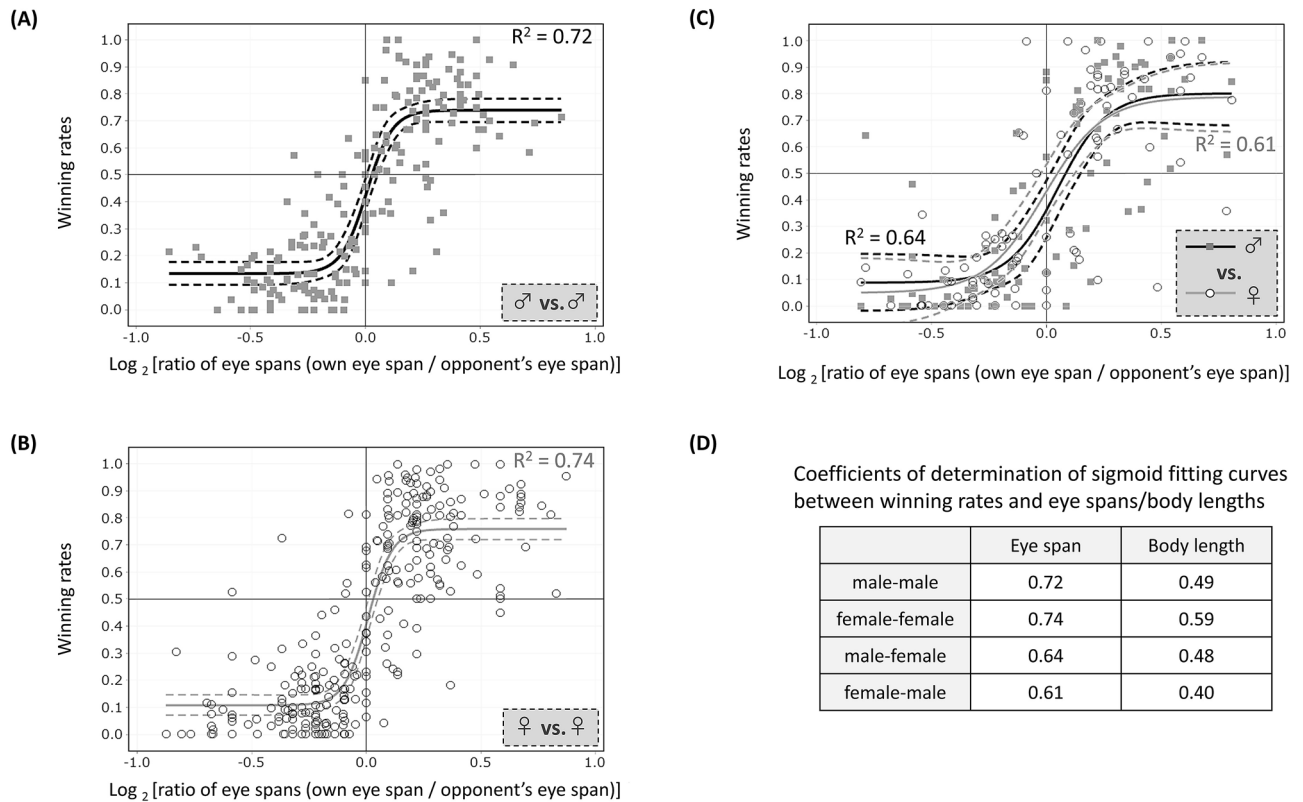 (A)
R² = 0.72
Winning rates
1.0
0.9
0.8
0.7
0.6
0.5
0.4
0.3
0.2
0.1
0.0
♂ vs. ♂
-1.0 -0.5 0.0 0.5 1.0
Log 2 [ratio of eye spans (own eye span / opponent’s eye span)]
(B)
R² = 0.74
Winning rates
1.0
0.9
0.8
0.7
0.6
0.5
0.4
0.3
0.2
0.1
0.0
♀ vs. ♀
-1.0 -0.5 0.0 0.5 1.0
Log 2 [ratio of eye spans (own eye span / opponent’s eye span)]
(C)
Winning rates
1.0
0.9
0.8
0.7
0.6
0.5
0.4
0.3
0.2
0.1
0.0
R² = 0.61
R² = 0.64
♂
vs.
♀
-1.0 -0.5 0.0 0.5 1.0
Log 2 [ratio of eye spans (own eye span / opponent’s eye span)]
(D)
Coefficients of determination of sigmoid fitting curves
between winning rates and eye spans/body lengths
Eye span Body length
male-male 0.72 0.49
female-female 0.74 0.59
male-female 0.64 0.48
female-male 0.61 0.40